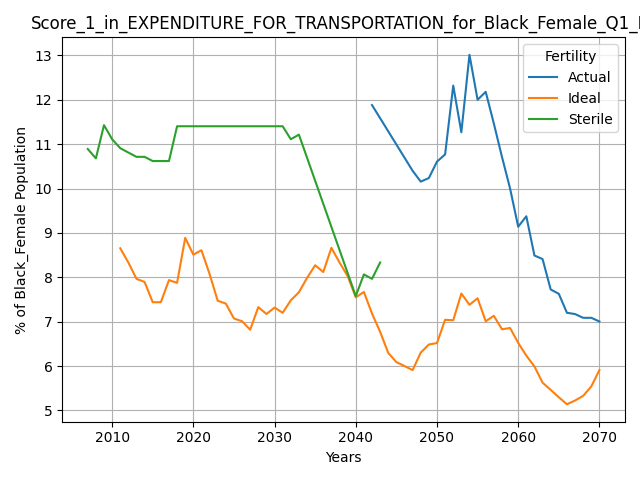 Score_1_in_EXPENDITURE_FOR_TRANSPORTATION_for_Black_Female_Q1_
Fertility
Actual
Ideal
Sterile
% of Black_Female Population
13
12
11
10
9
8
7
6
5
2010 2020 2030 2040 2050 2060 2070
Years